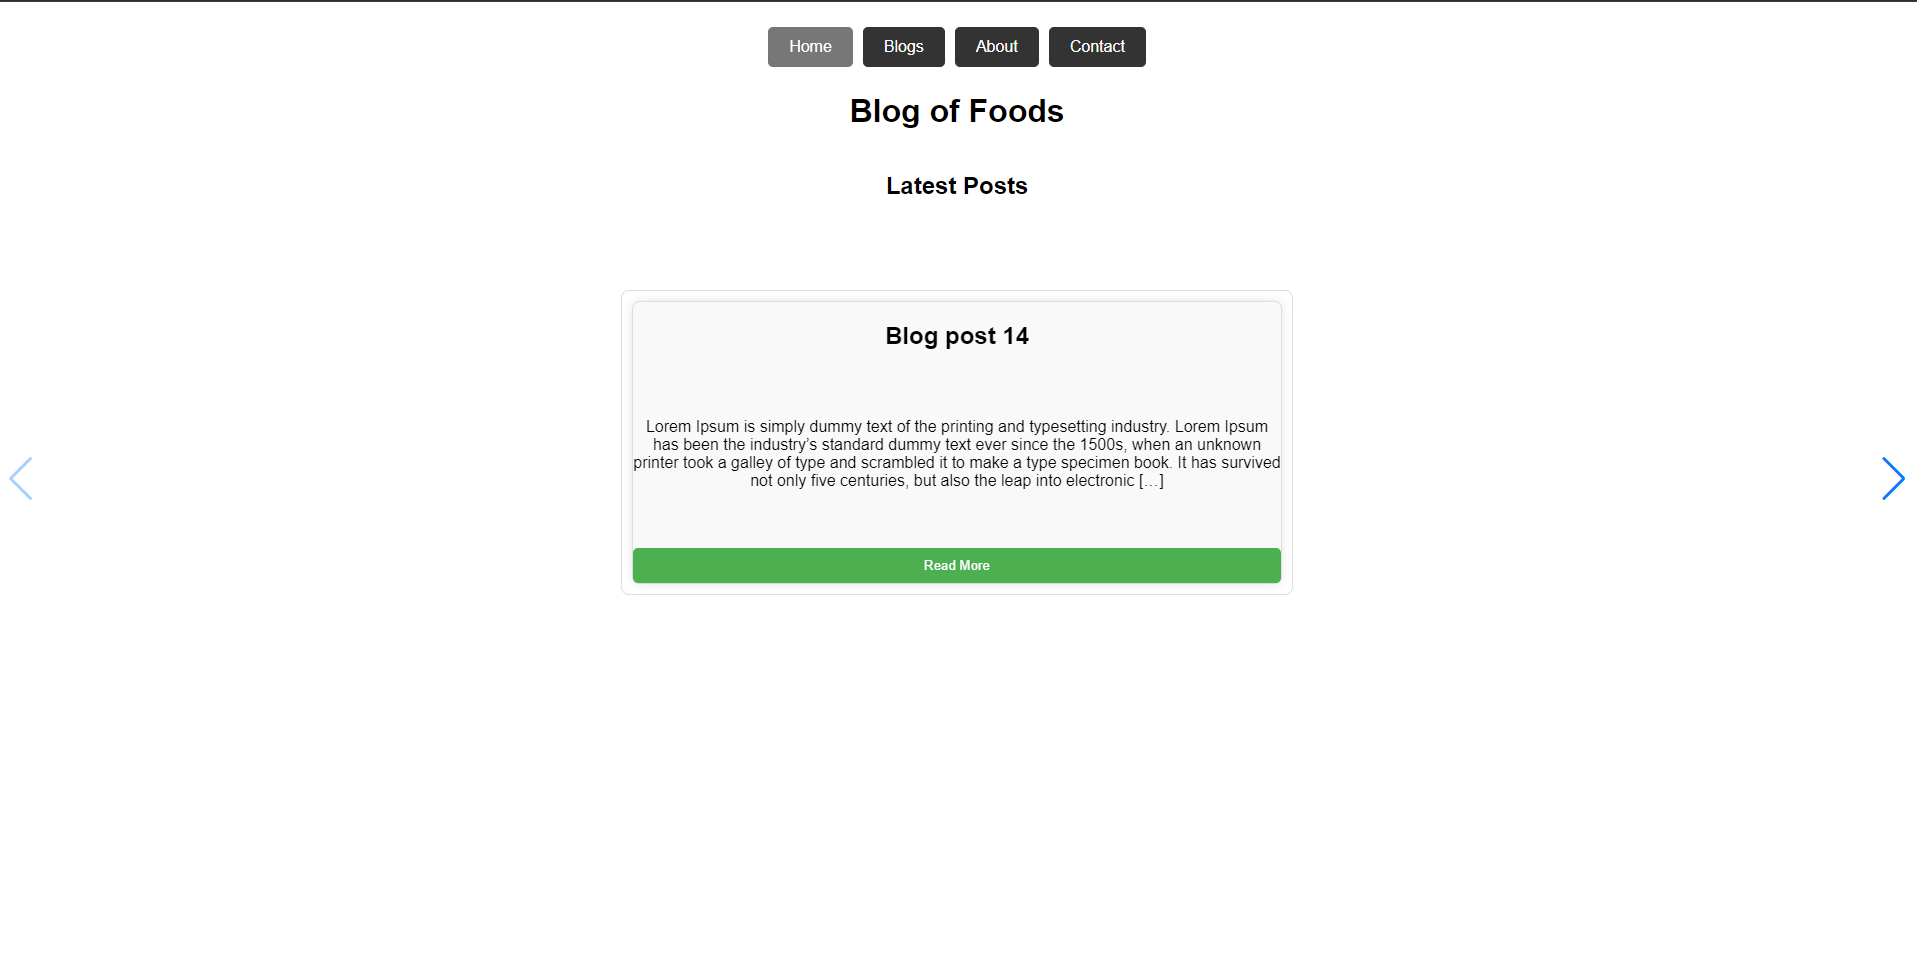 Home Blogs About Contact
Blog of Foods
Latest Posts
Blog post 14
Lorem Ipsum is simply dummy text of the printing and typesetting industry. Lorem Ipsum
has been the industry’s standard dummy text ever since the 1500s, when an unknown
printer took a galley of type and scrambled it to make a type specimen book. It has survived
not only five centuries, but also the leap into electronic […]
Read More